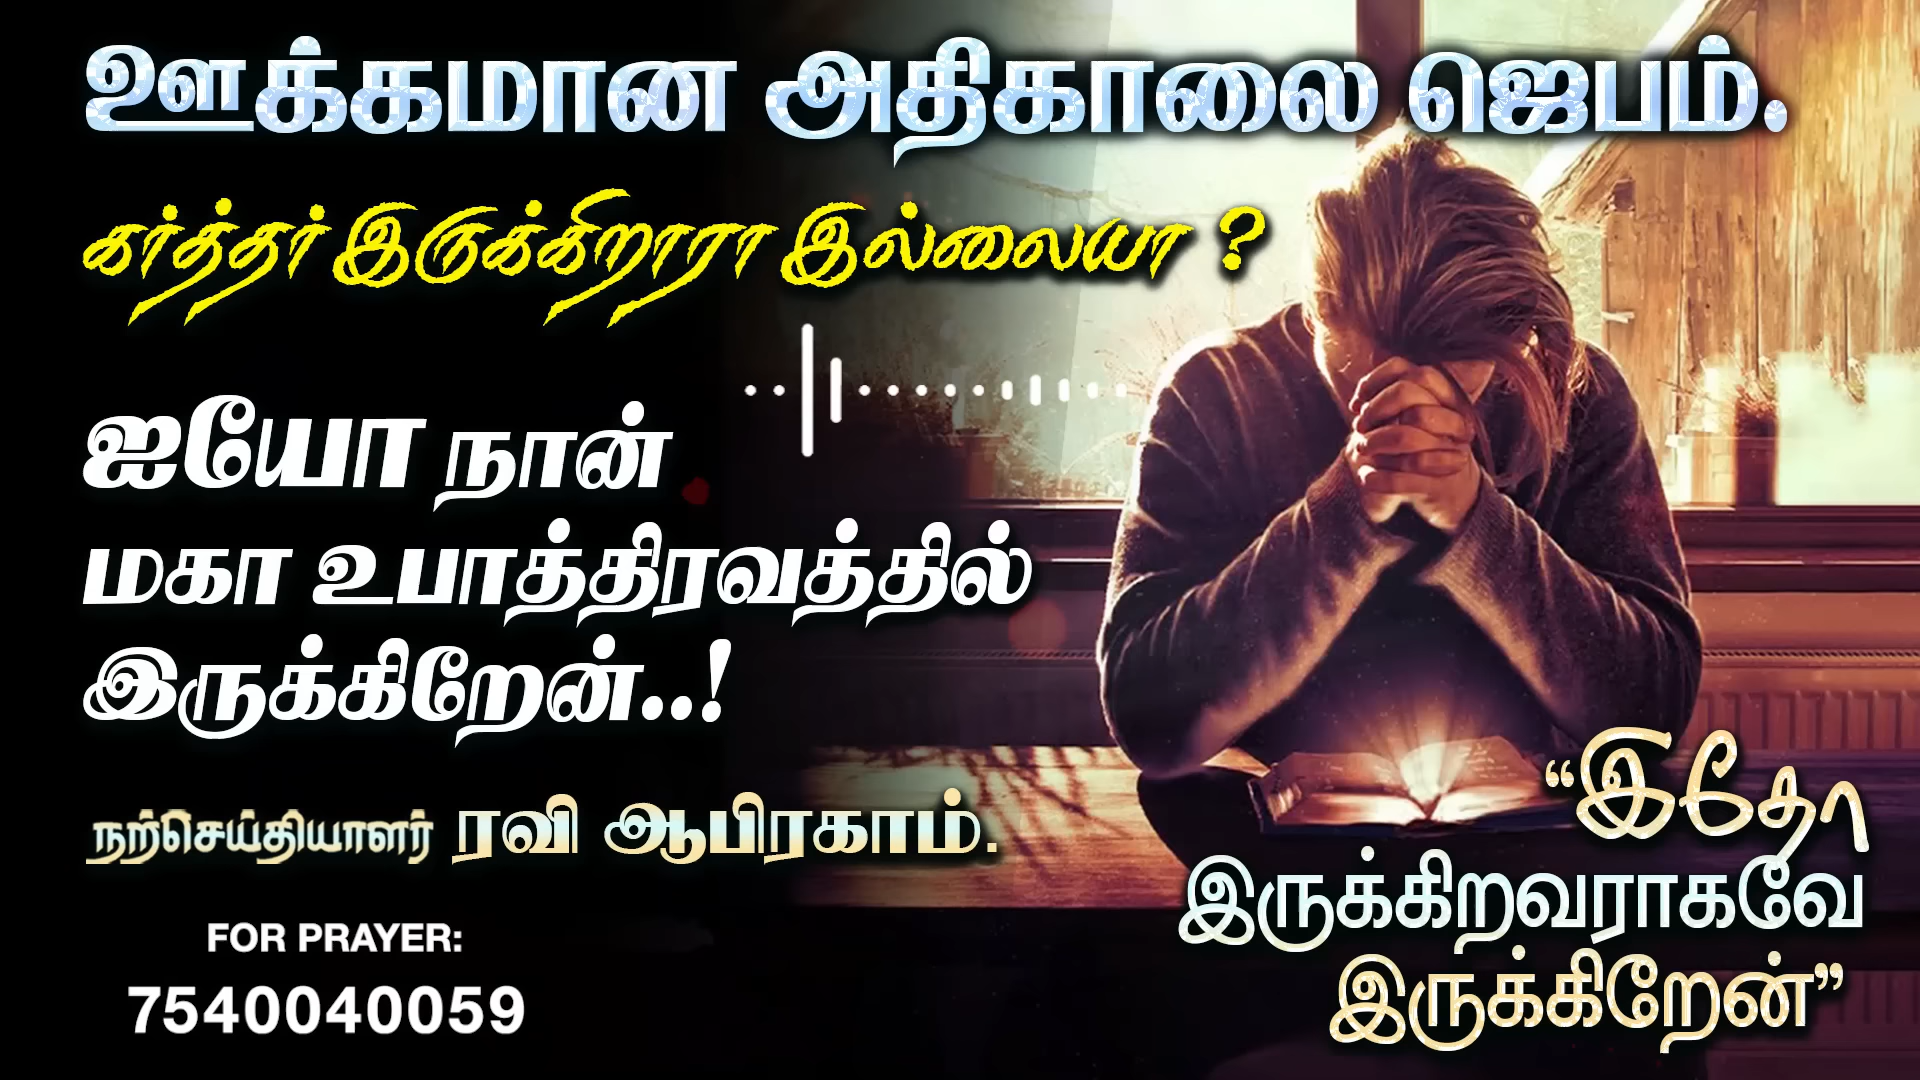 ஊக்கமான அதிகாலை ஜெபம்.
கர்த்தர் இருக்கிறாரா இல்லையா ?
ஐயோ நான்
மகா உபாத்திரவத்தில்
இருக்கிறேன்..!
நற்செய்தியாளர் ரவி ஆபிரகாம்.
FOR PRAYER:
7540040059
“இதோ
இருக்கிறவராகவே
இருக்கிறேன்”